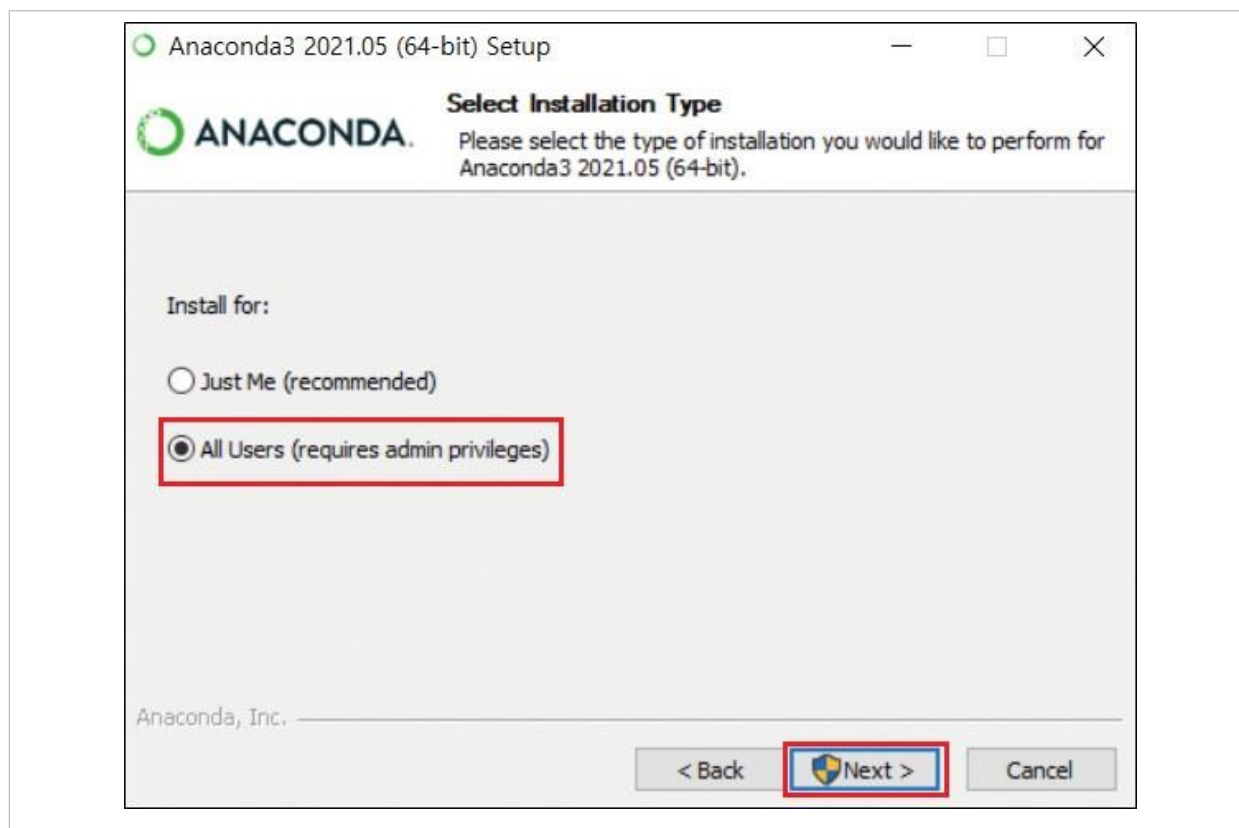 Anaconda3 2021.05 (64-bit) Setup
ANACONDA.
Select Installation Type
Please select the type of installation you would like to perform for
Anaconda3 2021.05 (64-bit).
Install for:
Just Me (recommended)
All Users (requires admin privileges)
Anaconda, Inc.
< Back
Next >
Cancel